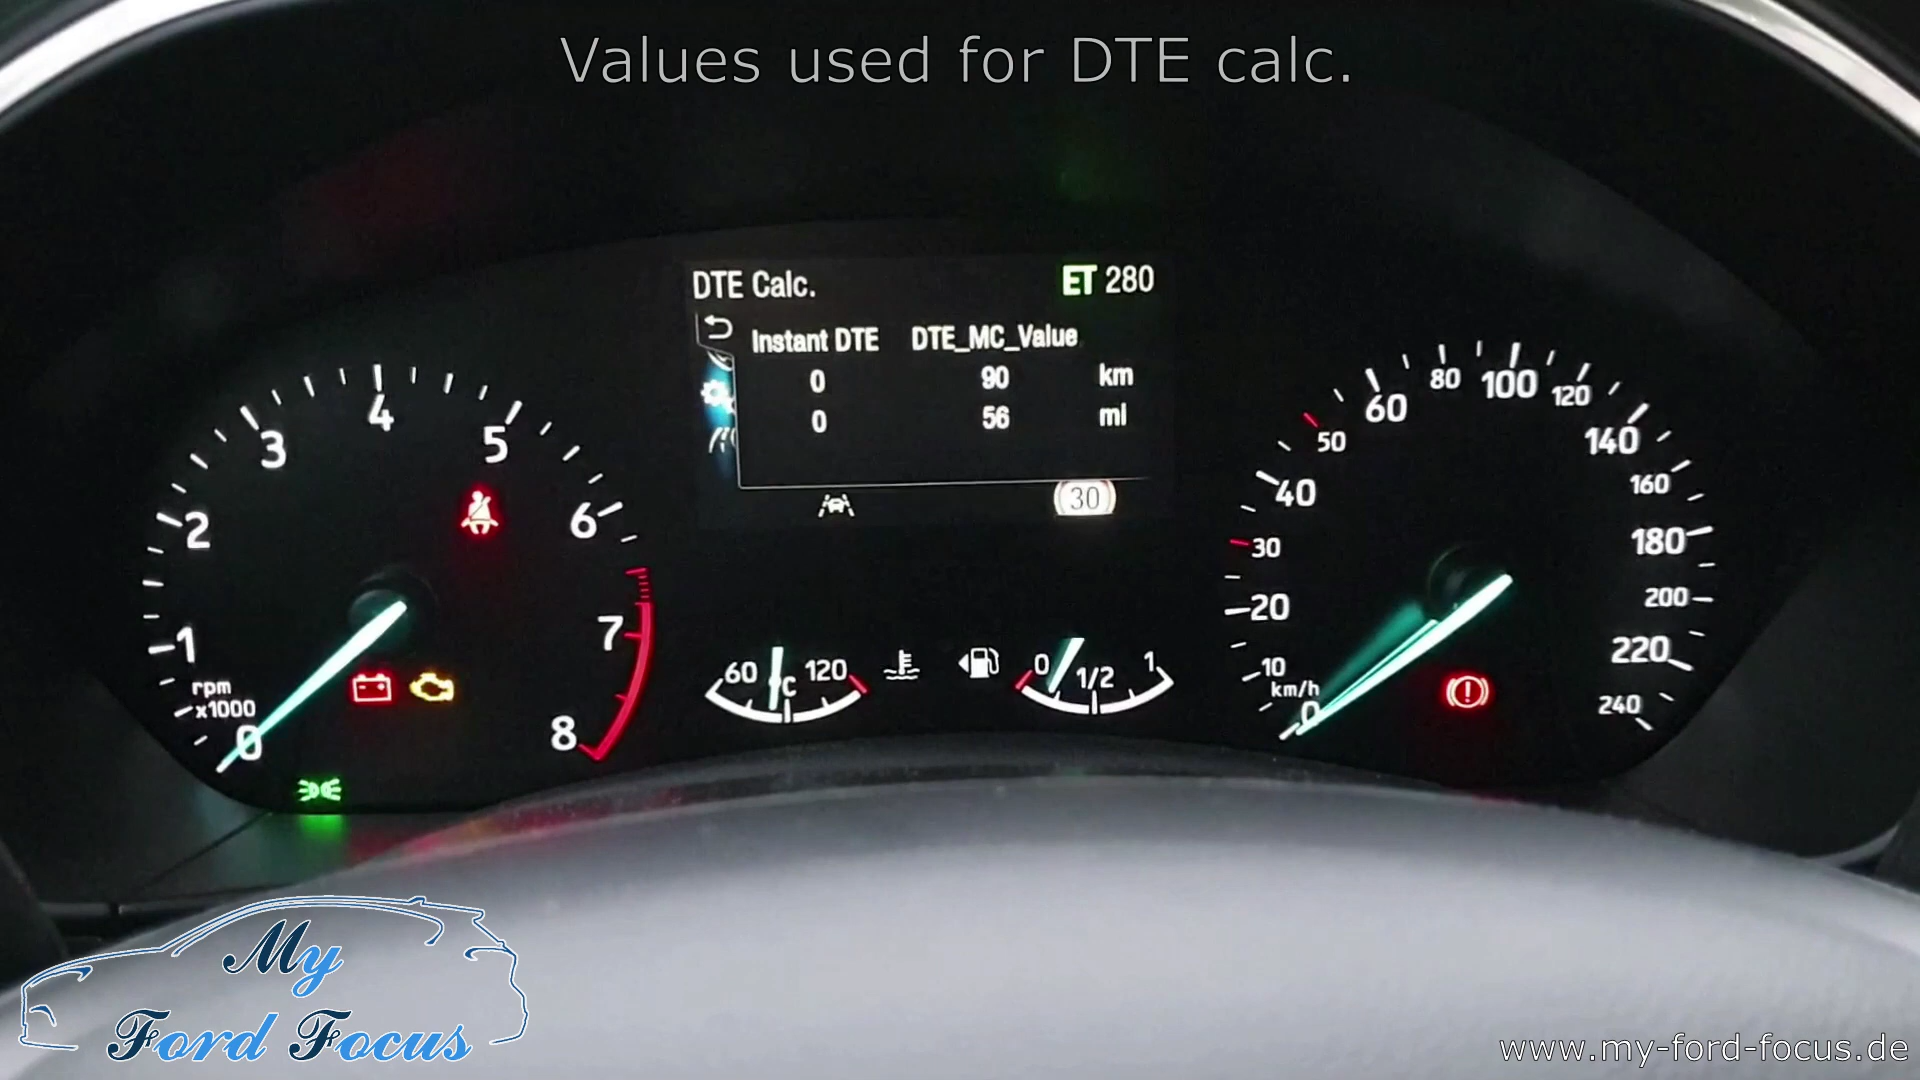 Values used for DTE calc.
DTE Calc. ET 280
Instant DTE DTE_MC_Value
0 90 km
0 56 mi
30
0 1 2 3 4 5 6 7 8
rpm
x1000
60 120
C
0 1/2 1
0 10 20 30 40 50 60 80 100 120 140 160 180 200 220 240
km/h
My
Ford Focus
www.my-ford-focus.de